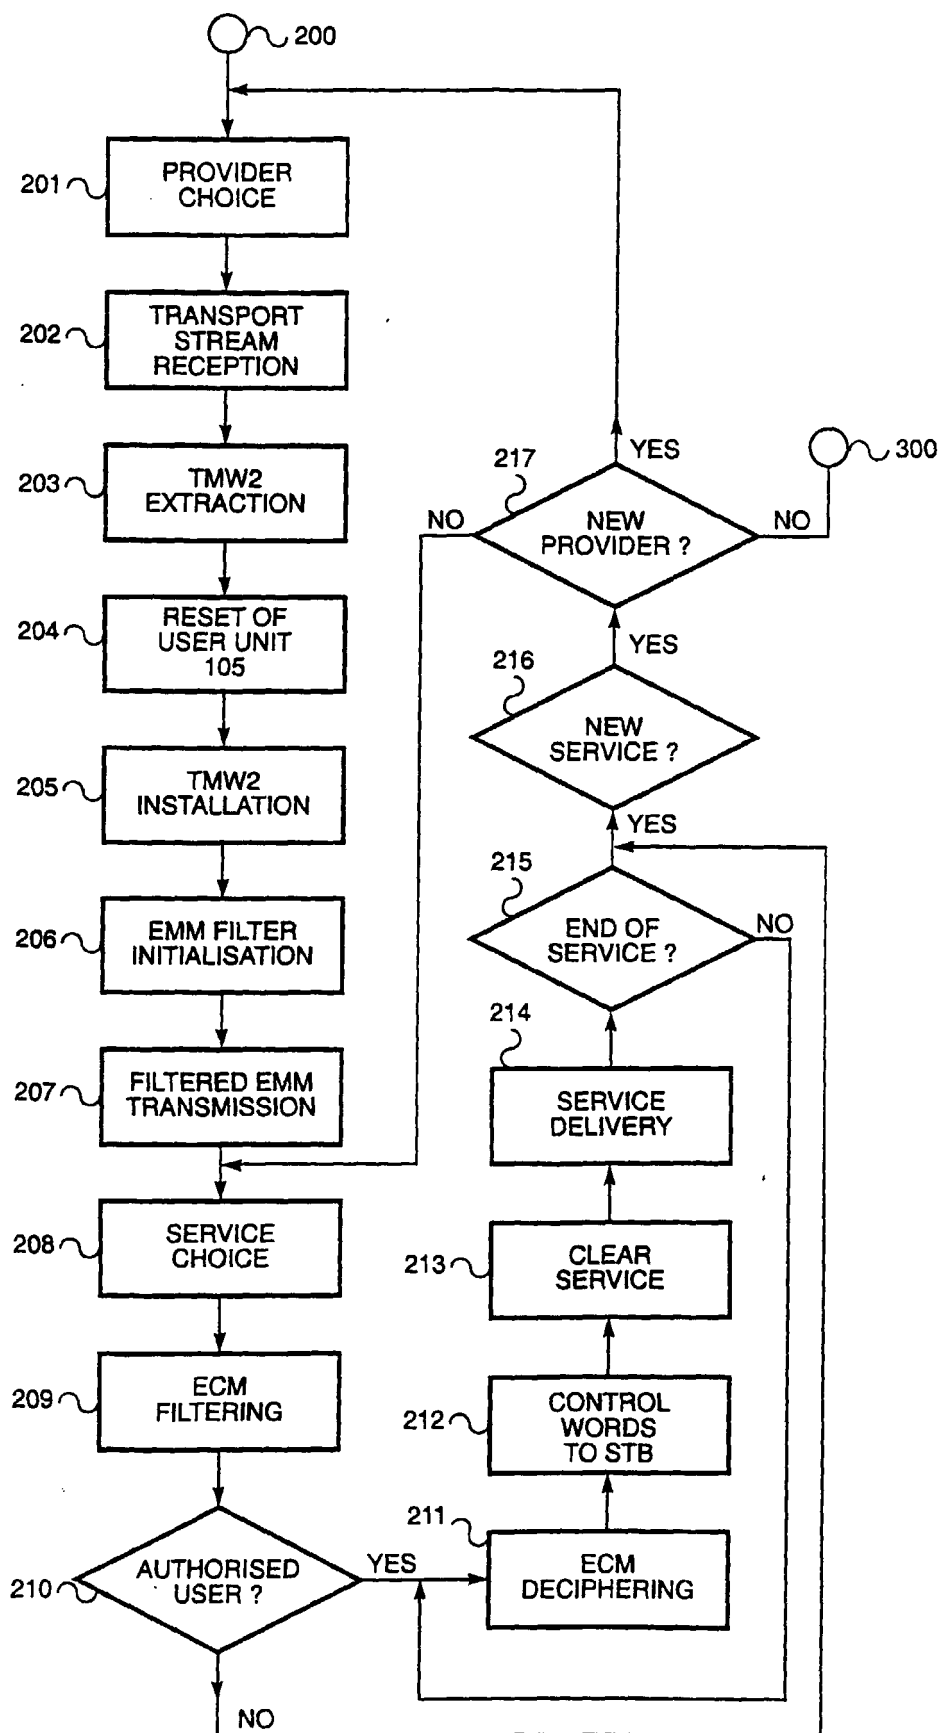 200
201
PROVIDER
CHOICE
202
TRANSPORT
STREAM
RECEPTION
203
TMW2
EXTRACTION
204
RESET OF
USER UNIT
105
205
TMW2
INSTALLATION
206
EMM FILTER
INITIALISATION
207
FILTERED EMM
TRANSMISSION
208
SERVICE
CHOICE
209
ECM
FILTERING
210
AUTHORISED
USER ?
YES
NO
211
ECM
DECIPHERING
212
CONTROL
WORDS
TO STB
213
CLEAR
SERVICE
214
SERVICE
DELIVERY
215
END OF
SERVICE ?
NO
YES
216
NEW
SERVICE ?
YES
217
NEW
PROVIDER ?
NO
YES
NO
300